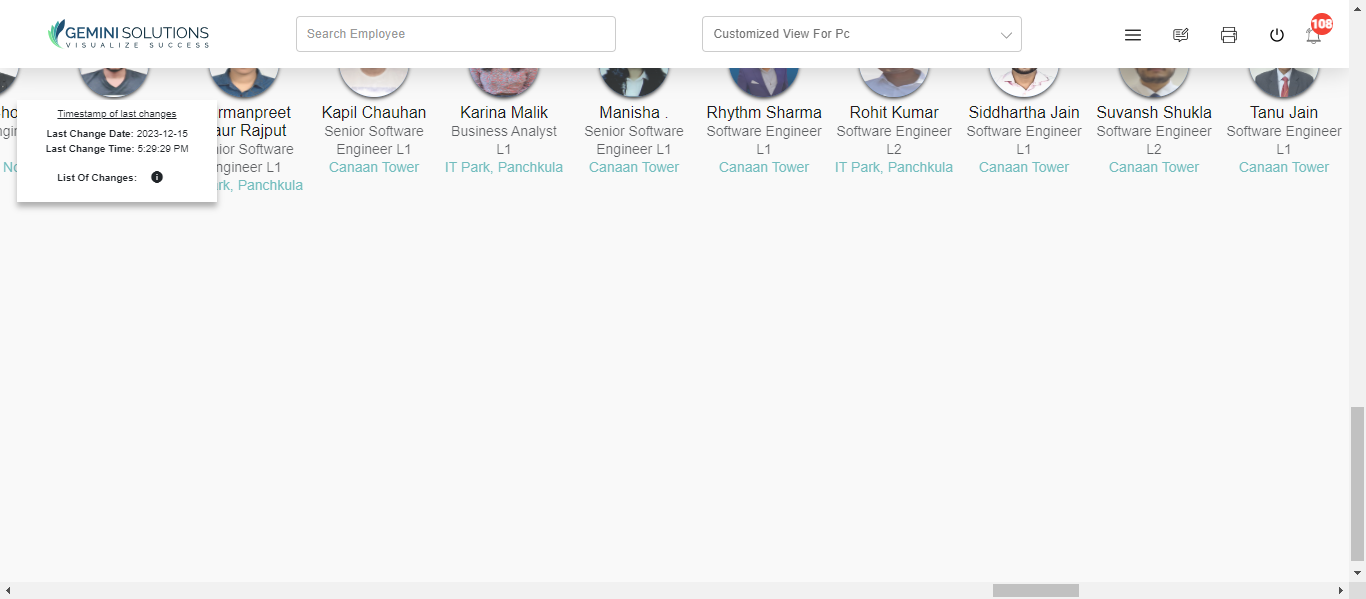 GEMINI SOLUTIONS
VISUALIZE SUCCESS
Search Employee
Customized View For Pc
108
Timestamp of last changes
Last Change Date: 2023-12-15
Last Change Time: 5:29:29 PM
List Of Changes:
rmanpreet
aur Rajput
ior Software
ngineer L1
rk, Panchkula
Kapil Chauhan
Senior Software
Engineer L1
Canaan Tower
Karina Malik
Business Analyst
L1
IT Park, Panchkula
Manisha .
Senior Software
Engineer L1
Canaan Tower
Rhythm Sharma
Software Engineer
L1
Canaan Tower
Rohit Kumar
Software Engineer
L2
IT Park, Panchkula
Siddhartha Jain
Software Engineer
L1
Canaan Tower
Suvansh Shukla
Software Engineer
L2
Canaan Tower
Tanu Jain
Software Engineer
L1
Canaan Tower